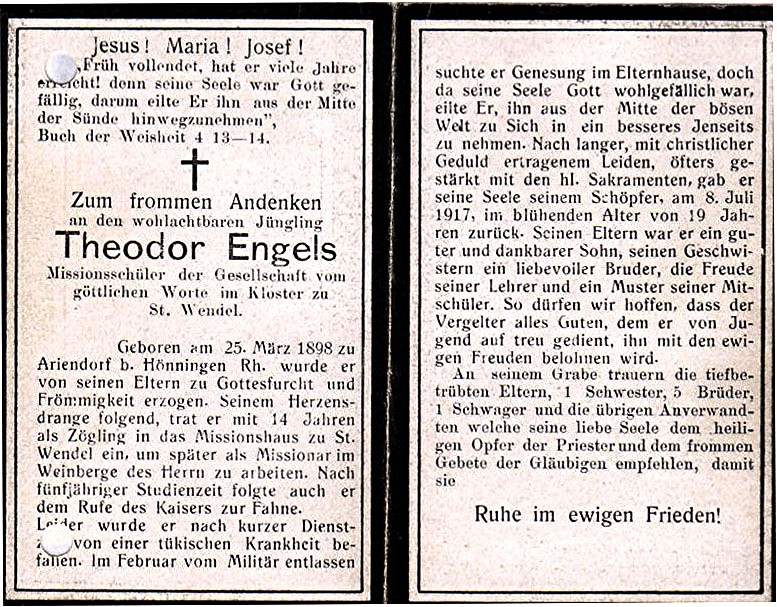 Jesus! Maria! Josef!
„Früh vollendet, hat er viele Jahre
erreicht! denn seine Seele war Gott ge-
fällig, darum eilte Er ihn aus der Mitte
der Sünde hinwegzunehmen”,
Buch der Weisheit 4 13—14.
Zum frommen Andenken
an den wohlachtbaren Jüngling
Theodor Engels
Missionsschüler der Gesellschaft vom
göttlichen Worte im Kloster zu
St. Wendel.
Geboren am 25. März 1898 zu
Ariendorf b. Hönningen Rh. wurde er
von seinen Eltern zu Gottesfurcht und
Frömmigkeit erzogen. Seinem Herzens-
drange folgend, trat er mit 14 Jahren
als Zögling in das Missionshaus zu St.
Wendel ein, um später als Missionar im
Weinberge des Herrn zu arbeiten. Nach
fünfjähriger Studienzeit folgte auch er
dem Rufe des Kaisers zur Fahne.
Leider wurde er nach kurzer Dienst-
von einer tükischen Krankheit be-
fallen. Im Februar vom Militär entlassen
suchte er Genesung im Elternhause, doch
da seine Seele Gott wohlgefällich war,
eilte Er, ihn aus der Mitte der bösen
Welt zu Sich in ein besseres Jenseits
zu nehmen. Nach langer, mit christlicher
Geduld ertragenem Leiden, öfters ge-
stärkt mit den hl. Sakramenten, gab er
seine Seele seinem Schöpfer, am 8. Juli
1917, im blühenden Alter von 19 Jah-
ren zurück. Seinen Eltern war er ein gu-
ter und dankbarer Sohn, seinen Geschwi-
stern ein liebevoller Bruder, die Freude
seiner Lehrer und ein Muster seiner Mit-
schüler. So dürfen wir hoffen, dass der
Vergelter alles Guten, dem er von Ju-
gend auf treu gedient, ihn mit den ewi-
gen Freuden belohnen wird.
An seinem Grabe trauern die tiefbe-
trübten Eltern, 1 Schwester, 5 Brüder,
1 Schwager und die übrigen Anverwand-
ten welche seine liebe Seele dem heili-
gen Opfer der Priester und dem frommen
Gebete der Gläubigen empfehlen, damit
sie
Ruhe im ewigen Frieden!